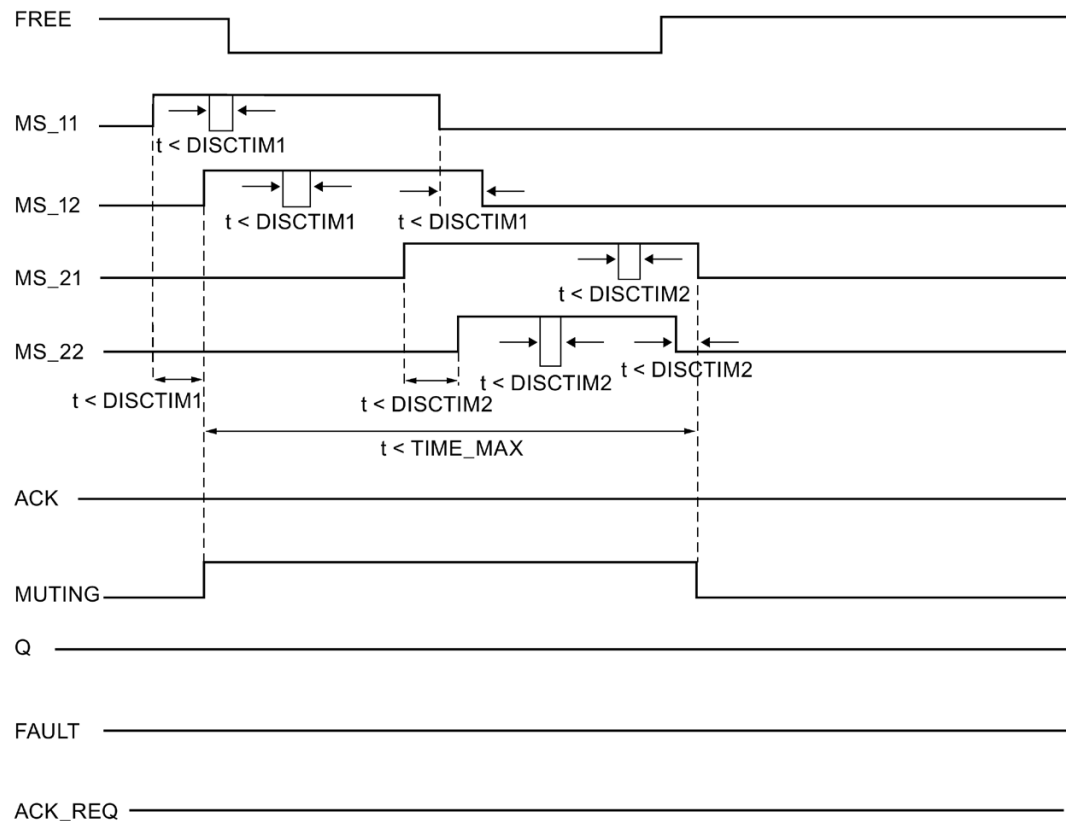 FREE
MS_11
t < DISCTIM1
MS_12
t < DISCTIM1
t < DISCTIM1
MS_21
t < DISCTIM2
MS_22
t < DISCTIM2
t < DISCTIM2
t < DISCTIM1
t < DISCTIM2
t < TIME_MAX
ACK
MUTING
Q
FAULT
ACK_REQ